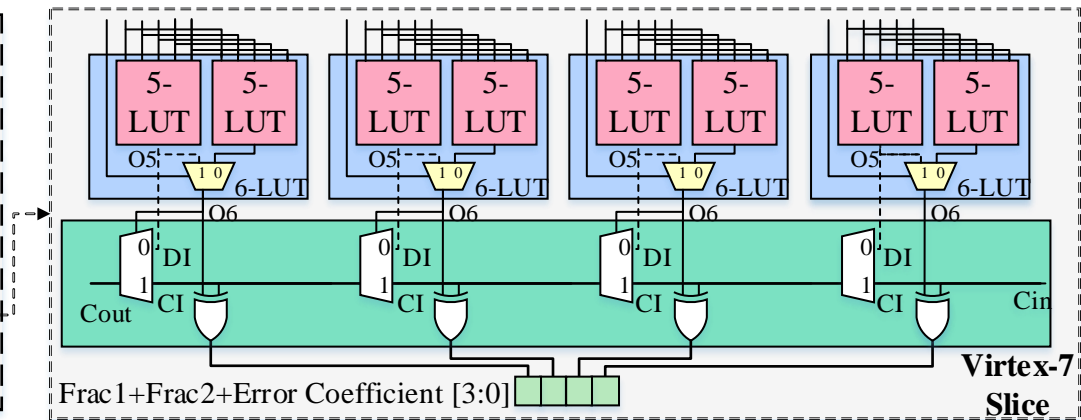 5-
LUT
5-
LUT
O5
1 0
6-LUT
O6
5-
LUT
5-
LUT
O5
1 0
6-LUT
O6
5-
LUT
5-
LUT
O5
1 0
6-LUT
O6
5-
LUT
5-
LUT
O5
1 0
6-LUT
O6
0
DI
1
CI
0
DI
1
CI
0
DI
1
CI
0
DI
1
CI
Cout
Cin
Frac1+Frac2+Error Coefficient [3:0]
Virtex-7
Slice